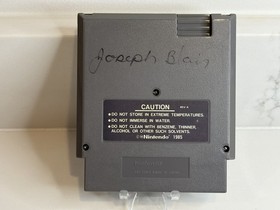 Joseph Blair
CAUTION
•DO NOT STORE IN EXTREME TEMPERATURES.
•DO NOT IMMERSE IN WATER.
•DO NOT CLEAN WITH BENZENE, THINNER,
ALCOHOL OR OTHER SUCH SOLVENTS.
©Nintendo 1985